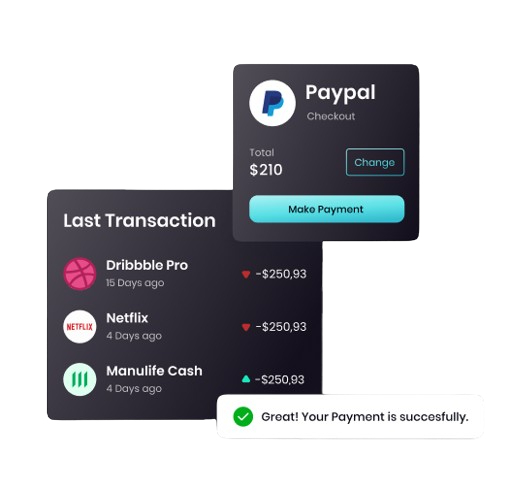 Paypal
Checkout
Total
$210
Change
Make Payment
Last Transaction
Dribbble Pro
15 Days ago
-$250,93
NETFLIX
Netflix
4 Days ago
-$250,93
Manulife Cash
4 Days ago
-$250,93
Great! Your Payment is succesfully.